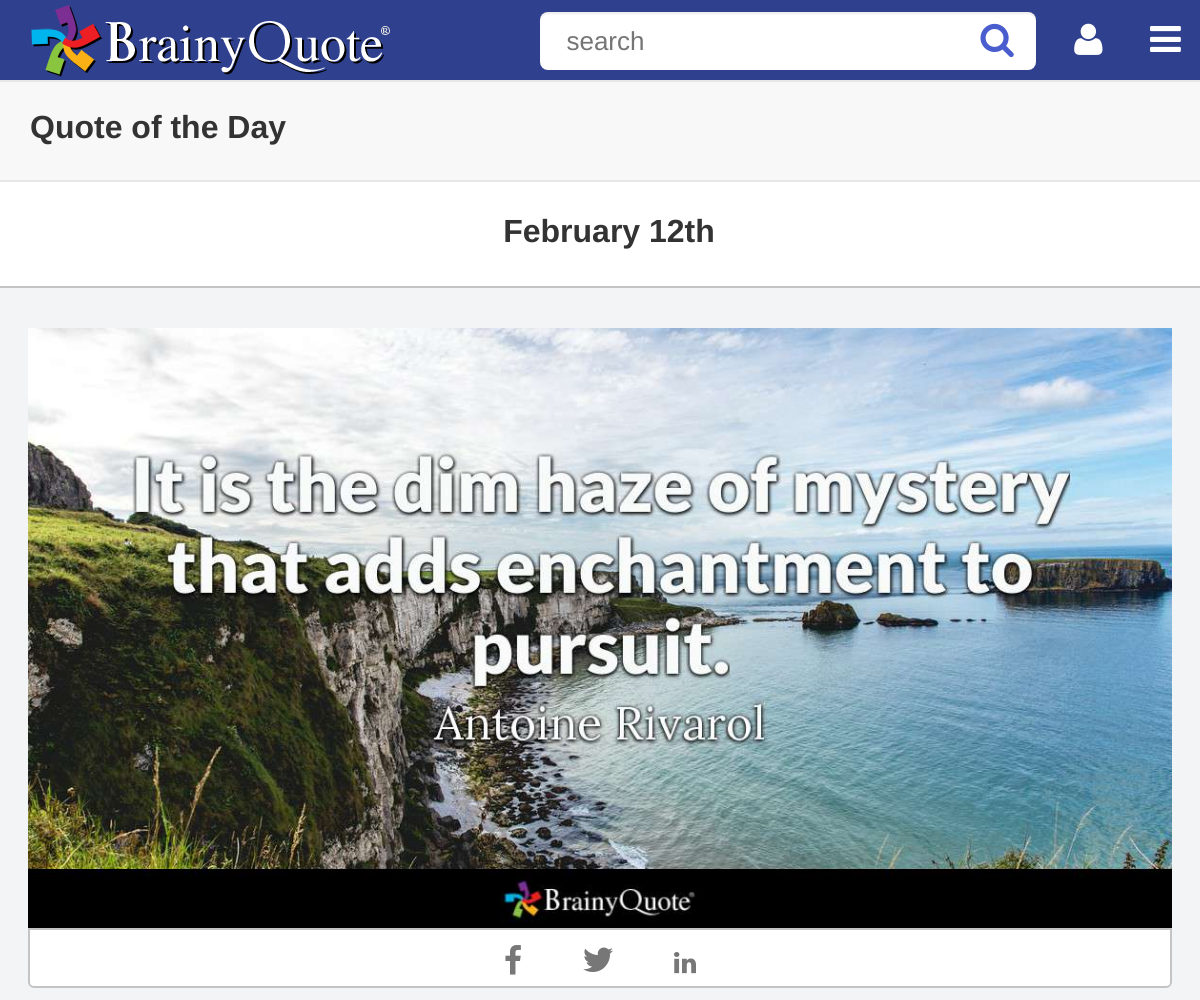 BrainyQuote®
search
Quote of the Day
February 12th
It is the dim haze of mystery
that adds enchantment to
pursuit.
Antoine Rivarol
BrainyQuote®